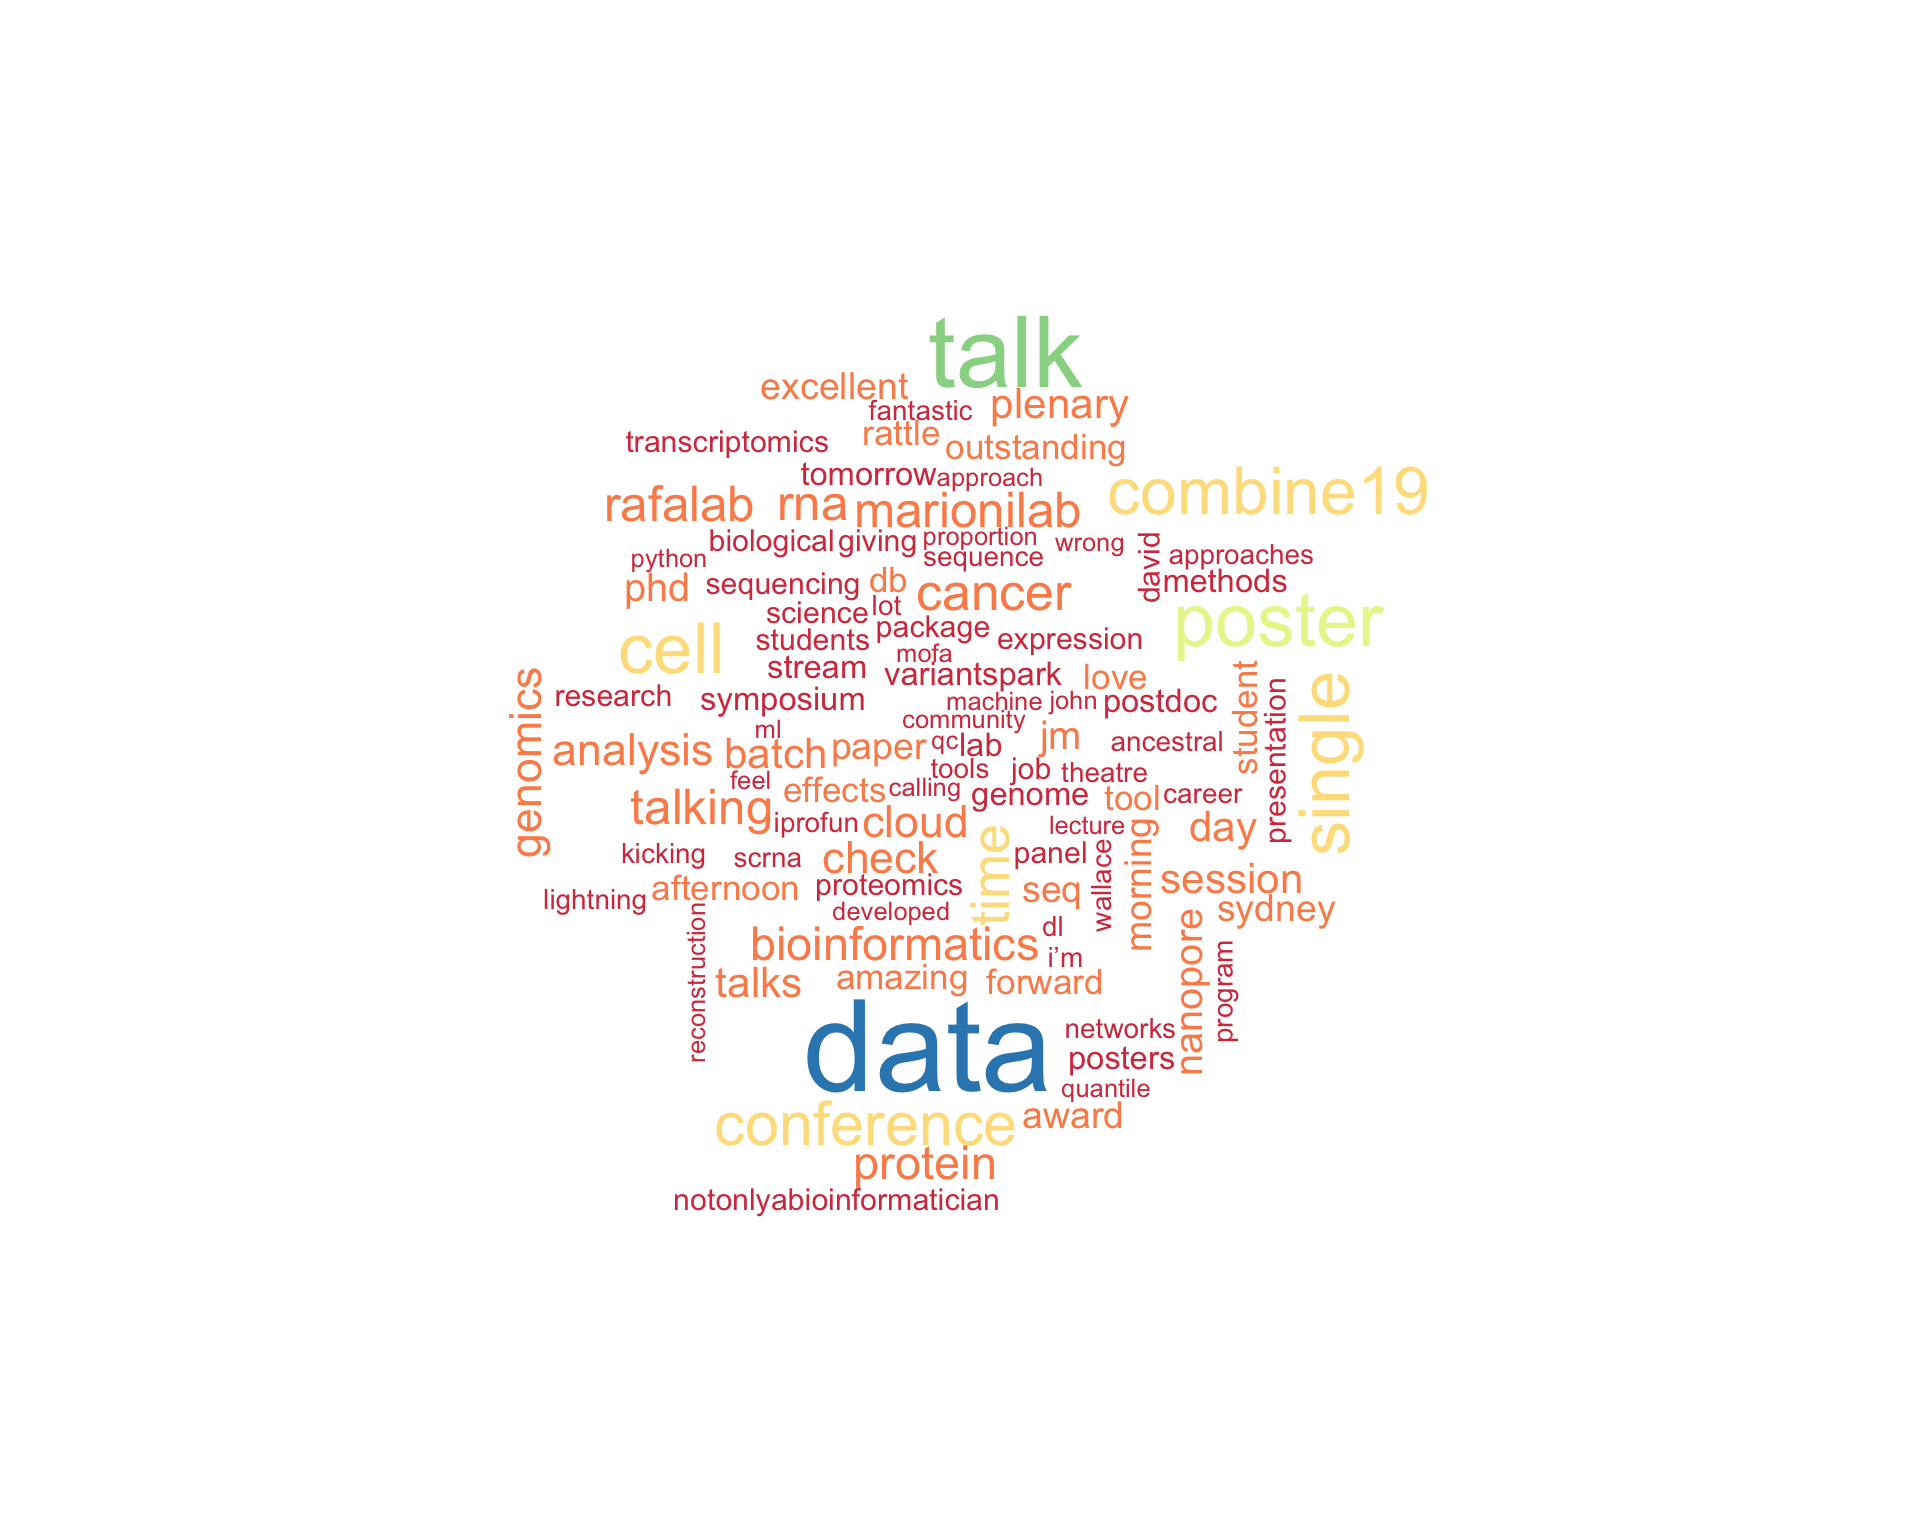 talk
excellent
plenary
fantastic
rattle
outstanding
transcriptomics
tomorrow
approach
combine19
rafalab
rna
marionilab
biological
giving
proportion
wrong
david
approaches
python
sequence
phd
sequencing
db
cancer
methods
science
lot
poster
cell
students
package
expression
mofa
stream
variantspark
love
student
single
genomics
research
symposium
machine
john
postdoc
presentation
community
ml
analysis
batch
paper
qc
lab
jm
ancestral
tools
job
theatre
feel
effects
calling
genome
tool
career
talking
iprofun
cloud
lecture
morning
day
time
kicking
scrna
check
panel
wallace
session
lightning
afternoon
proteomics
seq
sydney
developed
reconstruction
dl
nanopore
bioinformatics
i’m
program
talks
amazing
forward
data
networks
posters
quantile
conference
award
protein
notonlyabioinformatician